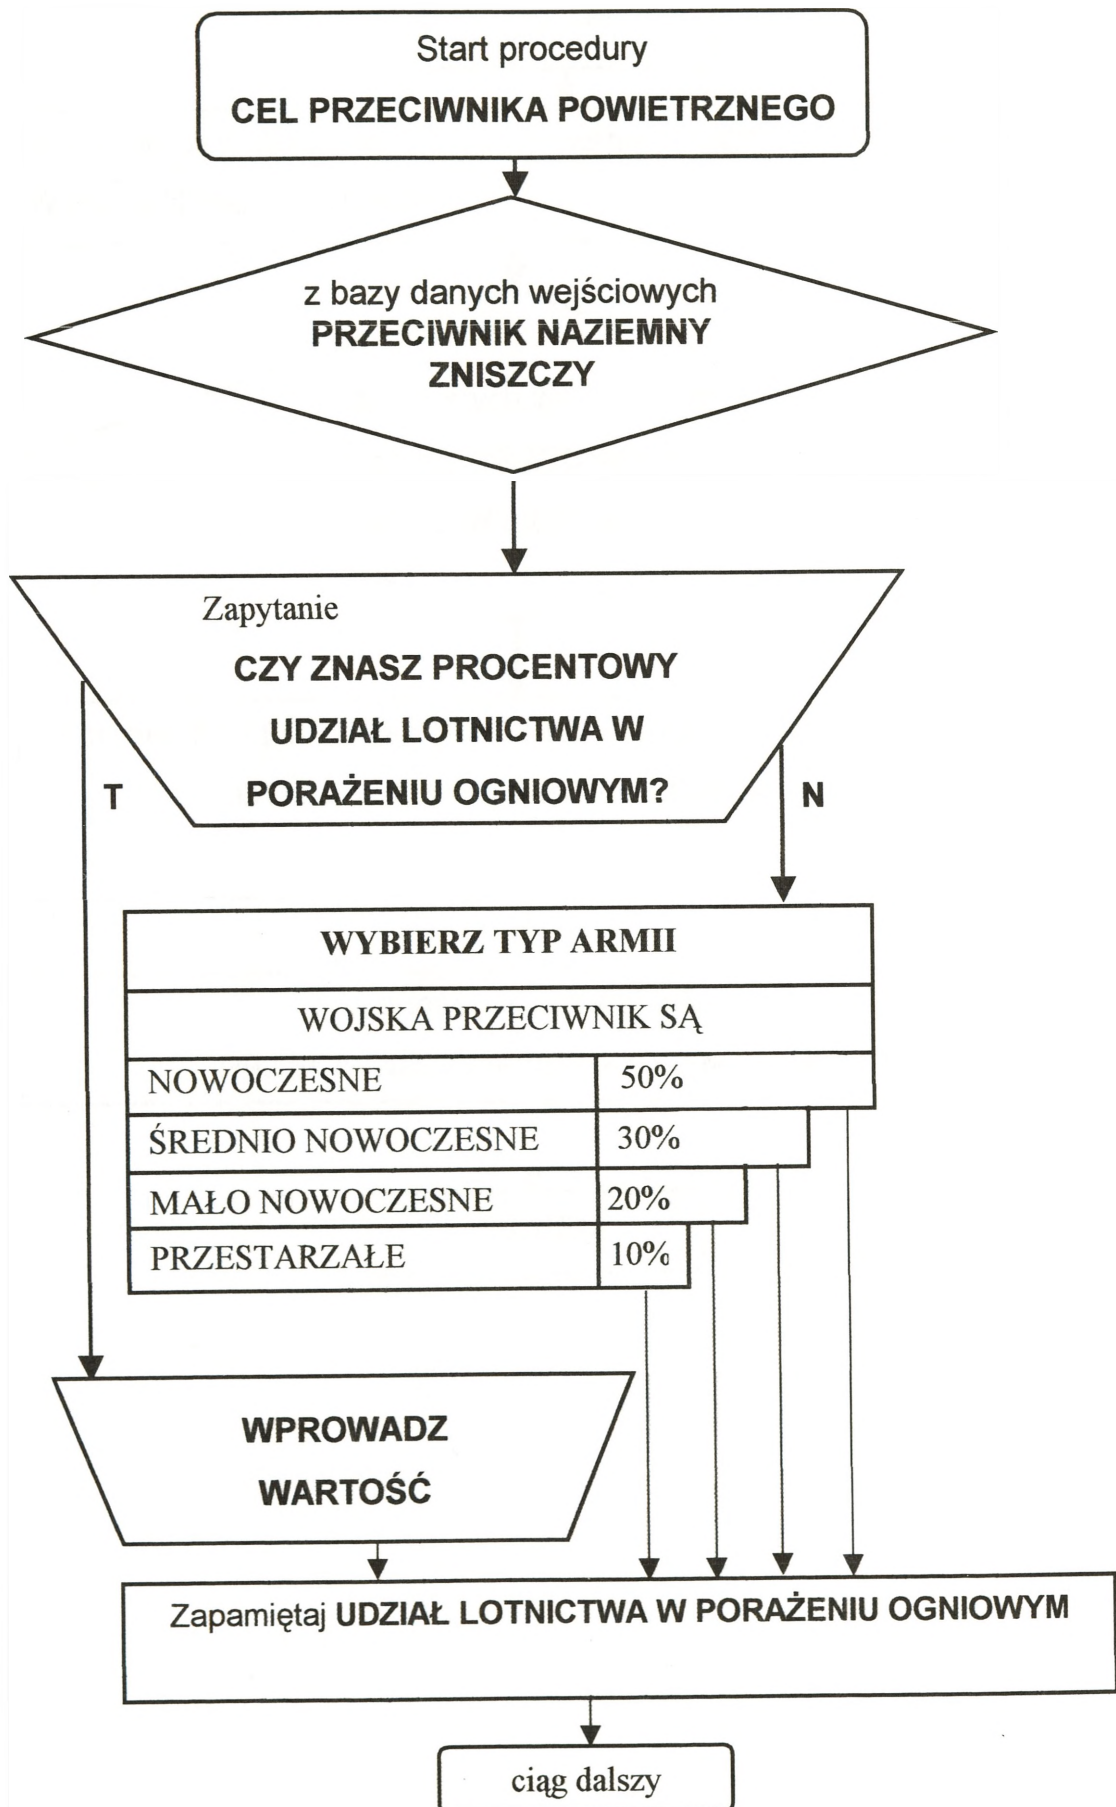 Start procedury
CEL PRZECIWNIKA POWIETRZNEGO
z bazy danych wejściowych
PRZECIWNIK NAZIEMNY
ZNISZCZY
Zapytanie
CZY ZNASZ PROCENTOWY
UDZIAŁ LOTNICTWA W
PORAŻENIU OGNIOWYM?
T
N
WYBIERZ TYP ARMII
WOJSKA PRZECIWNIK SĄ
NOWOCZESNE 50%
ŚREDNIO NOWOCZESNE 30%
MAŁO NOWOCZESNE 20%
PRZESTARZAŁE 10%
WPROWADZ
WARTOŚĆ
Zapamiętaj UDZIAŁ LOTNICTWA W PORAŻENIU OGNIOWYM
ciąg dalszy